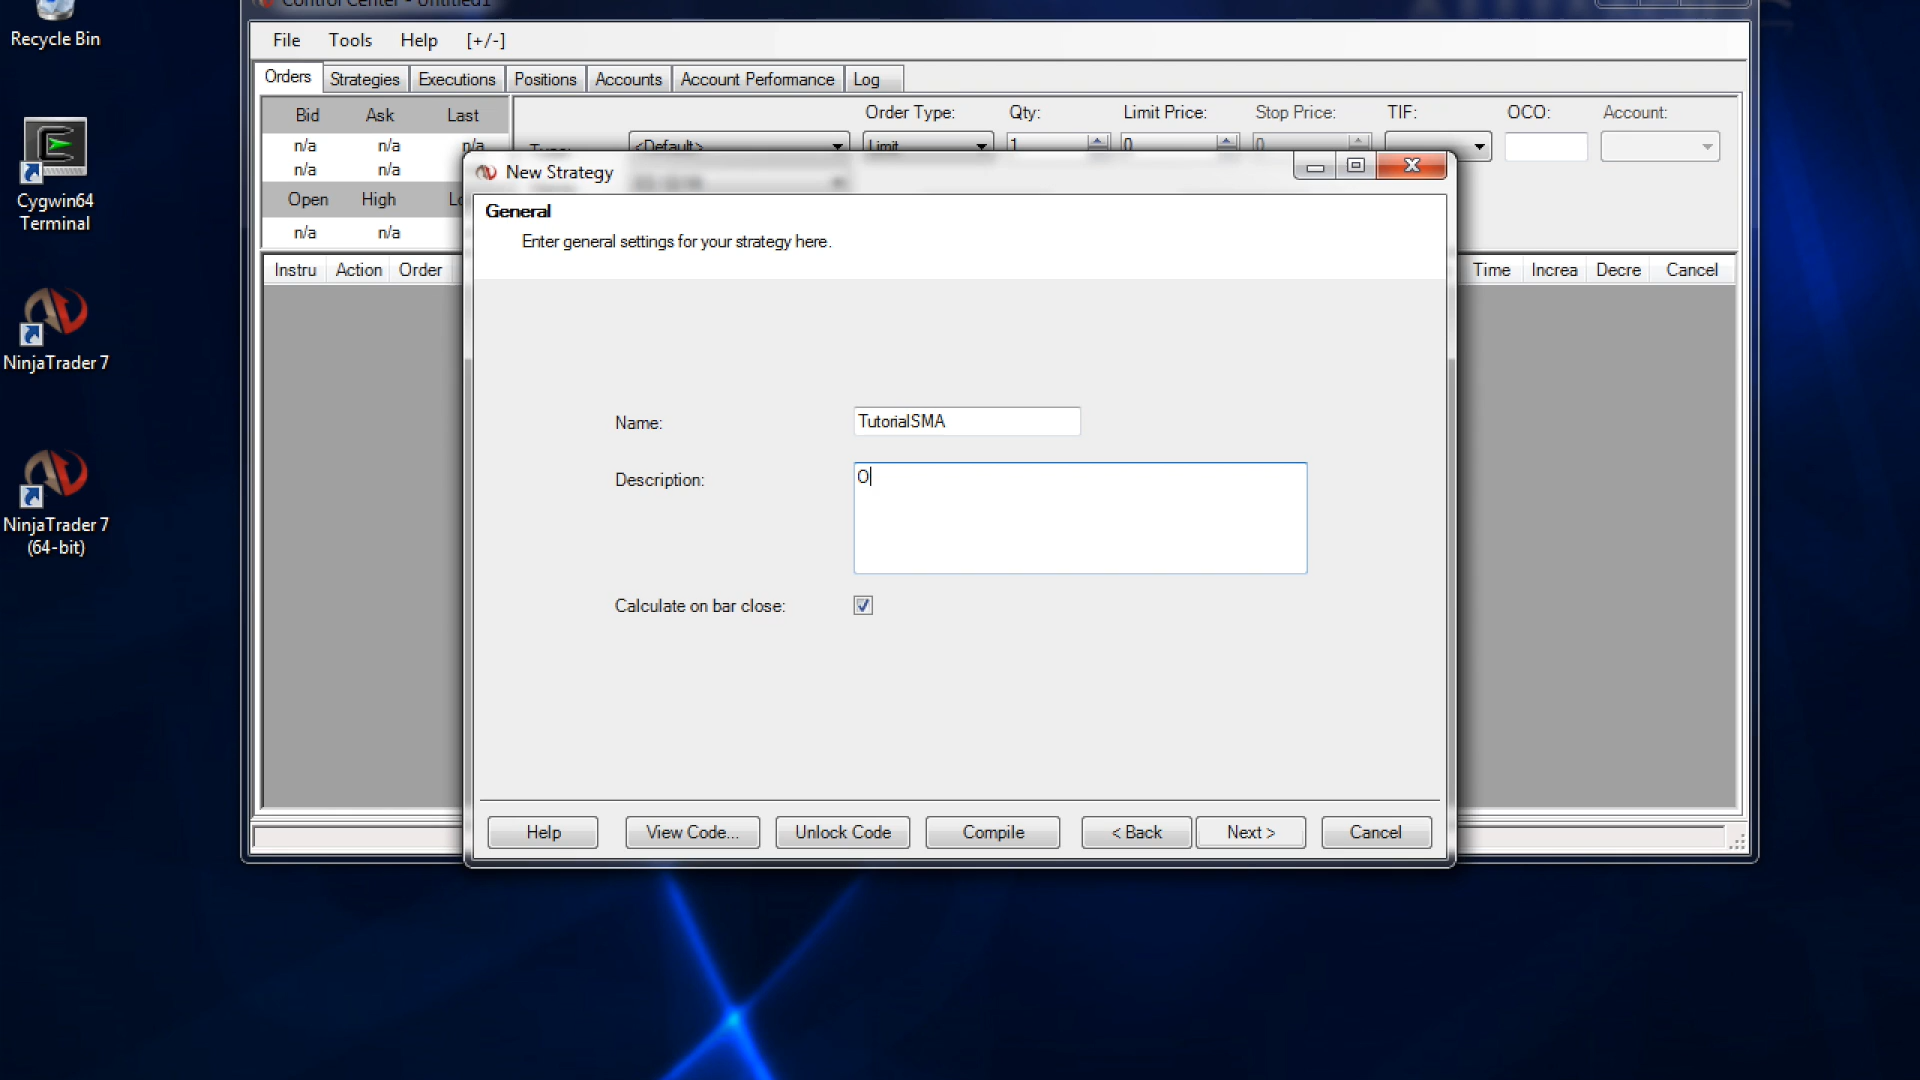 Recycle Bin
Cygwin64
Terminal
NinjaTrader 7
NinjaTrader 7
(64-bit)
Control Center - Untitled1
File Tools Help [+/-]
Orders Strategies Executions Positions Accounts Account Performance Log
Bid Ask Last
n/a n/a n/a
n/a n/a
Open High
n/a n/a
Order Type: Qty: Limit Price: Stop Price: TIF: OCO: Account:
<Default> Limit 1 0 0
Instru Action Order Time Increa Decre Cancel
New Strategy
General
Enter general settings for your strategy here.
Name: TutorialSMA
Description: O
Calculate on bar close:
Help View Code... Unlock Code Compile < Back Next > Cancel